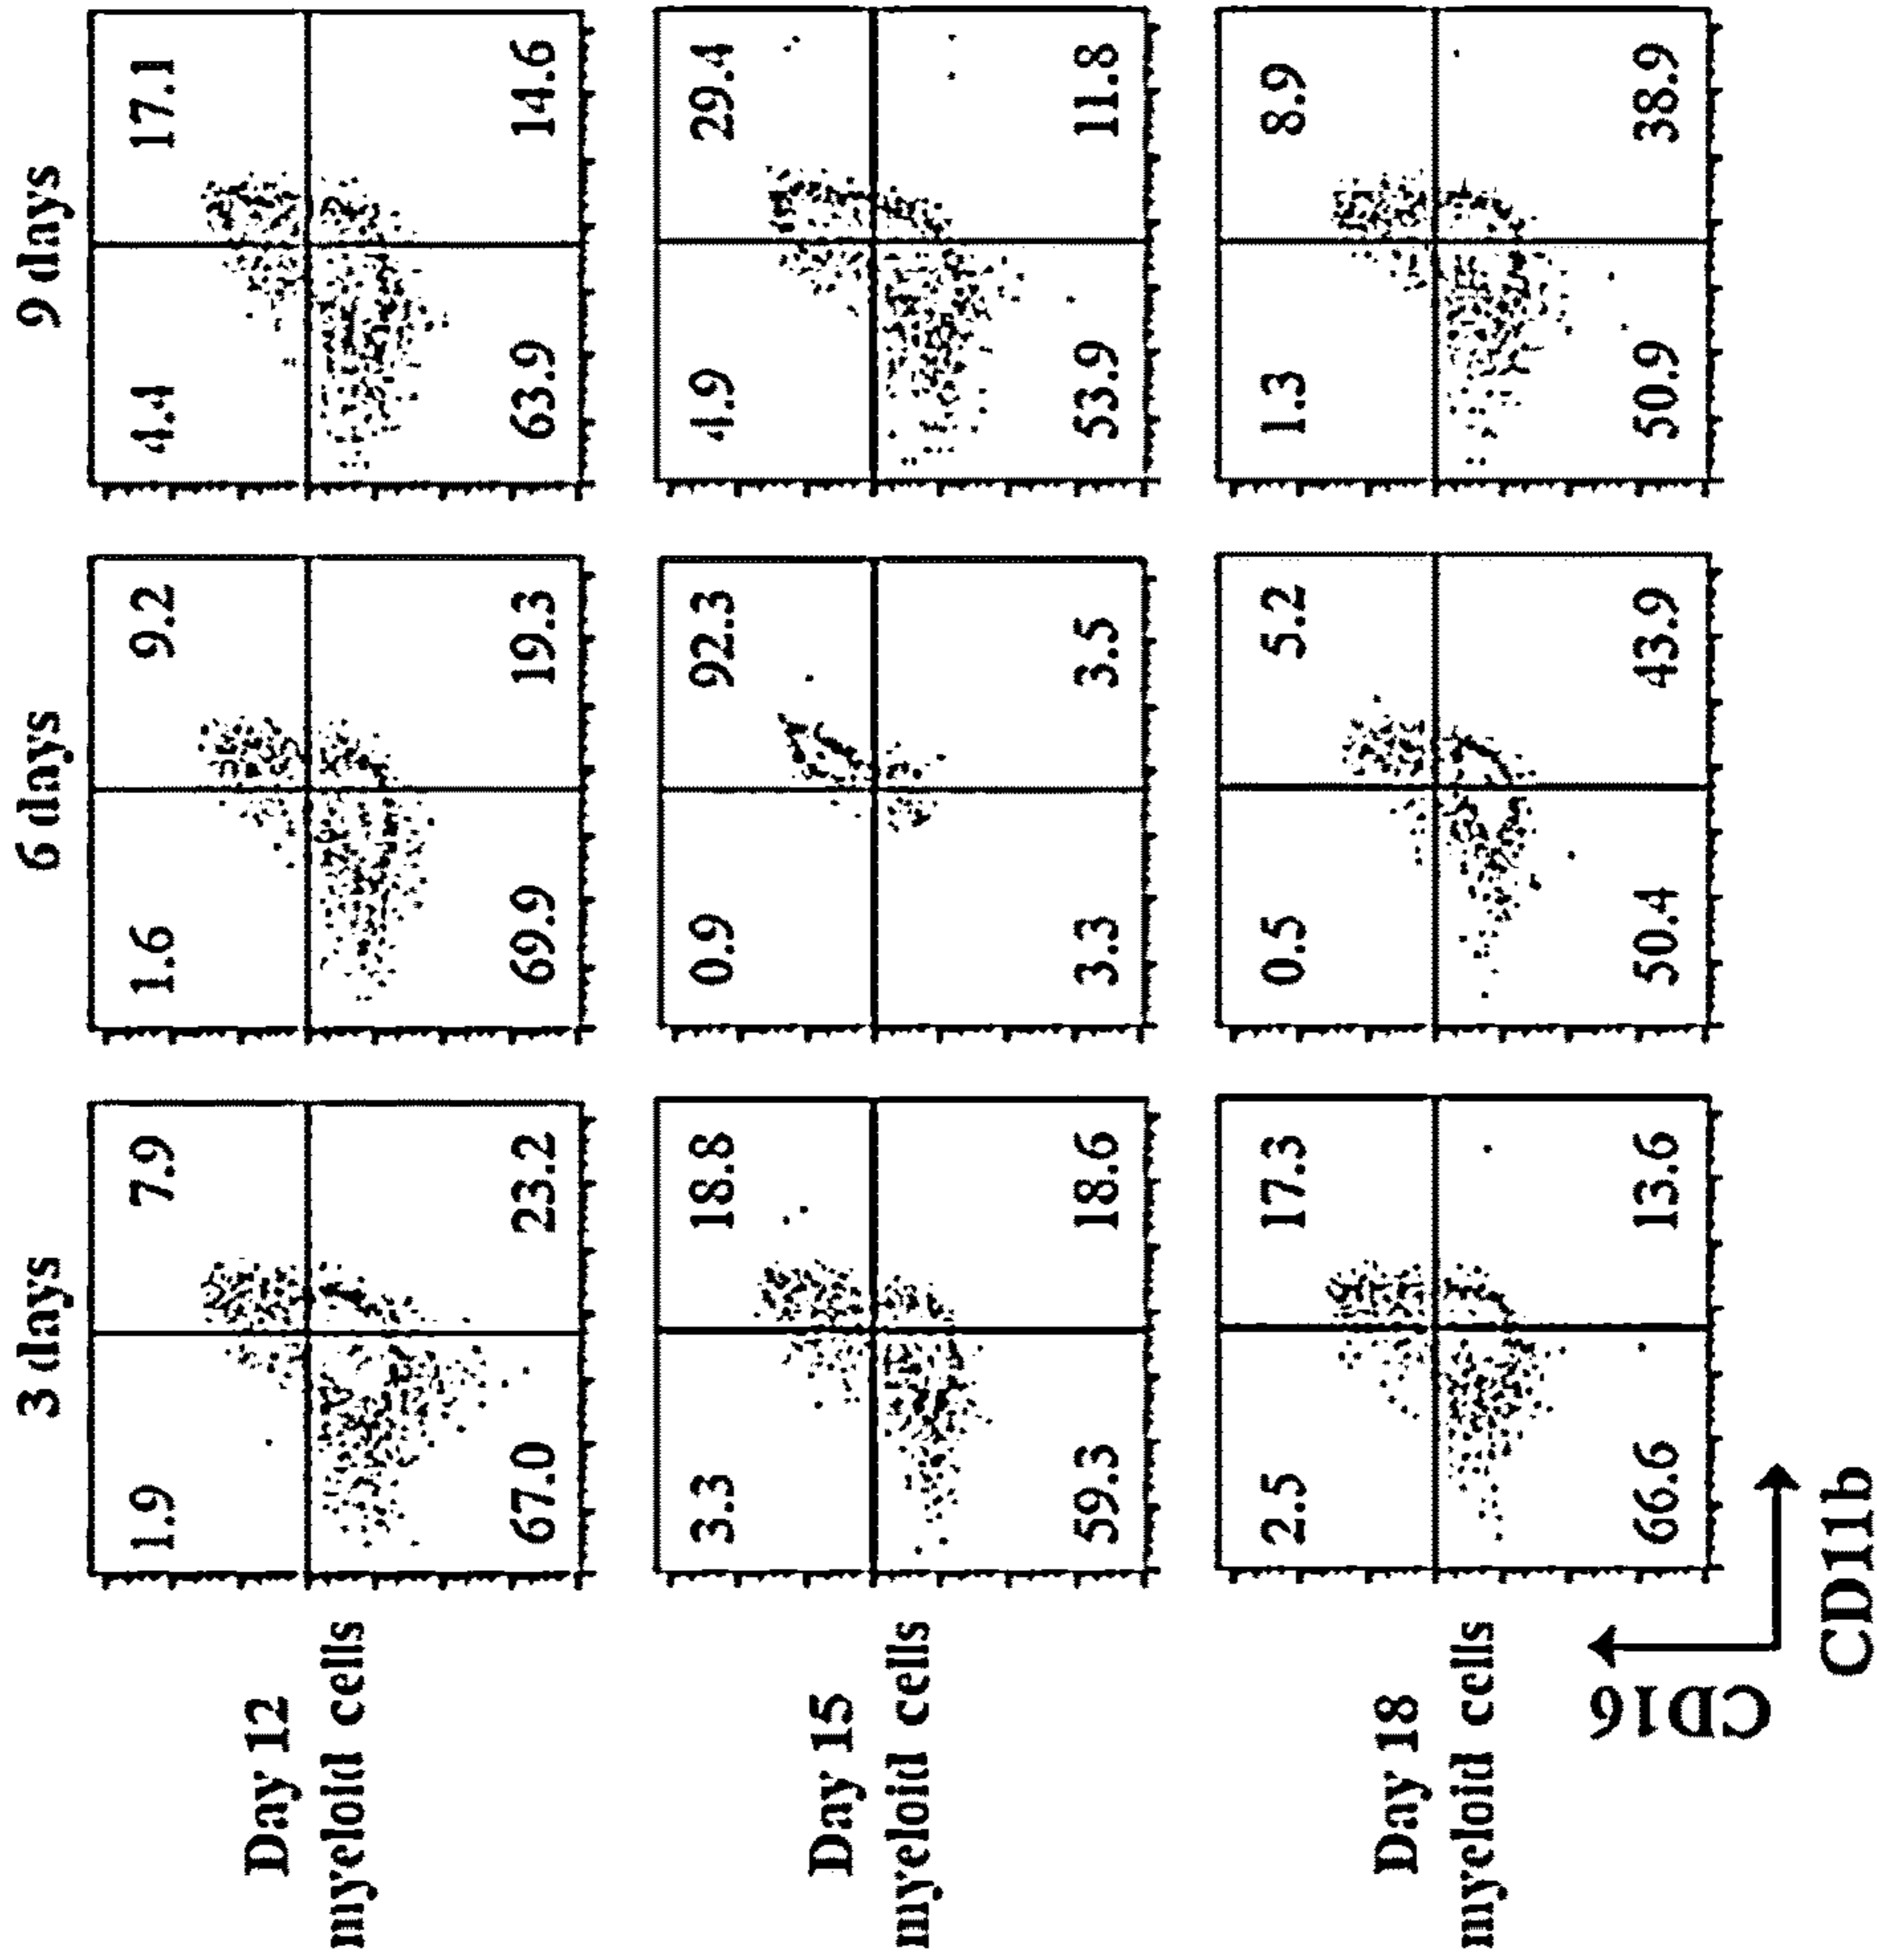 3 days 6 days 9 days
1.9 7.9 1.6 9.2 4.4 17.1
Day 12
myeloid cells
67.0 23.2 69.9 19.3 63.9 14.6
3.3 18.8 0.9 92.3 4.9 29.4
Day 15
myeloid cells
59.3 18.6 3.3 3.5 53.9 11.8
2.5 17.3 0.5 5.2 1.3 8.9
Day 18
myeloid cells
66.6 13.6 50.4 43.9 50.9 38.9
CD16
CD11b